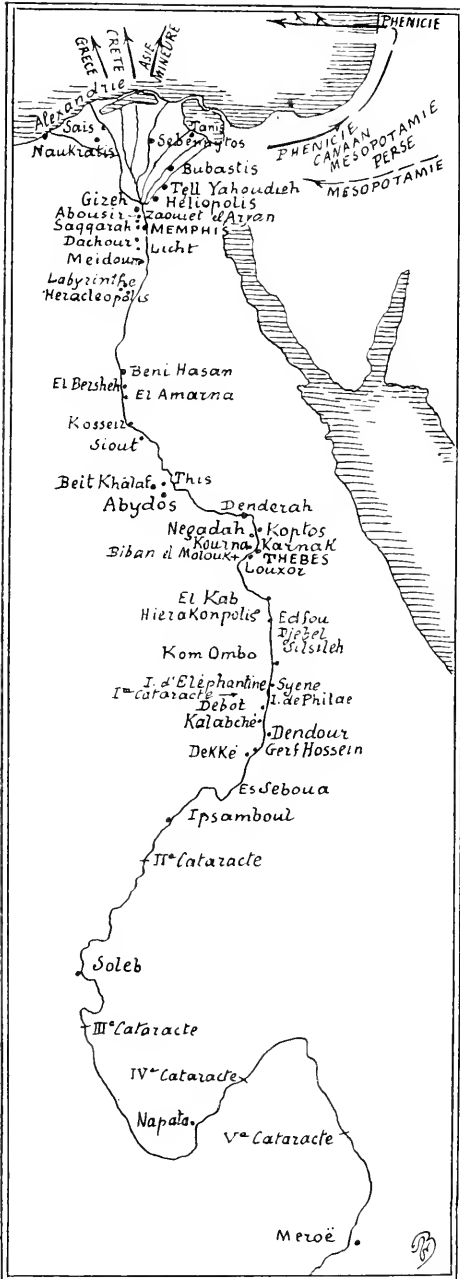 PHENICIE
GRÈCE
CRETE
ASIE
MINEURE
Alexandrie
Sais
Tanis
Naukratis
Sebennytos
PHENICIE
CANAAN
MESOPOTAMIE
PERSE
MESOPOTAMIE
Bubastis
Tell Yahoudieh
Gizeh
Héliopolis
Abousir
Zaouiet el Aryan
Saqqarah
MEMPHIS
Dachour
Licht
Meidoum
Labyrinthe
Heracleopolis
Beni Hasan
El Bersheh
El Amarna
Kosseir
Siout
Beit Khâlaf
This
Abydos
Denderah
Negadah
Koptos
Kourna
Karnak
Biban el Molouk
THÈBES
Louxor
El Kab
Hierakonpolis
Edfou
Djebel
Silsileh
Kom Ombo
I. d'Eléphantine
Syene
Ire Cataracte
I. de Philae
Debot
Kalabché
Dendour
Dekké
Gerf Hossein
Es Seboua
Ipsamboul
IIe Cataracte
Soleb
IIIe Cataracte
IVe Cataracte
Napata
Ve Cataracte
Meroë